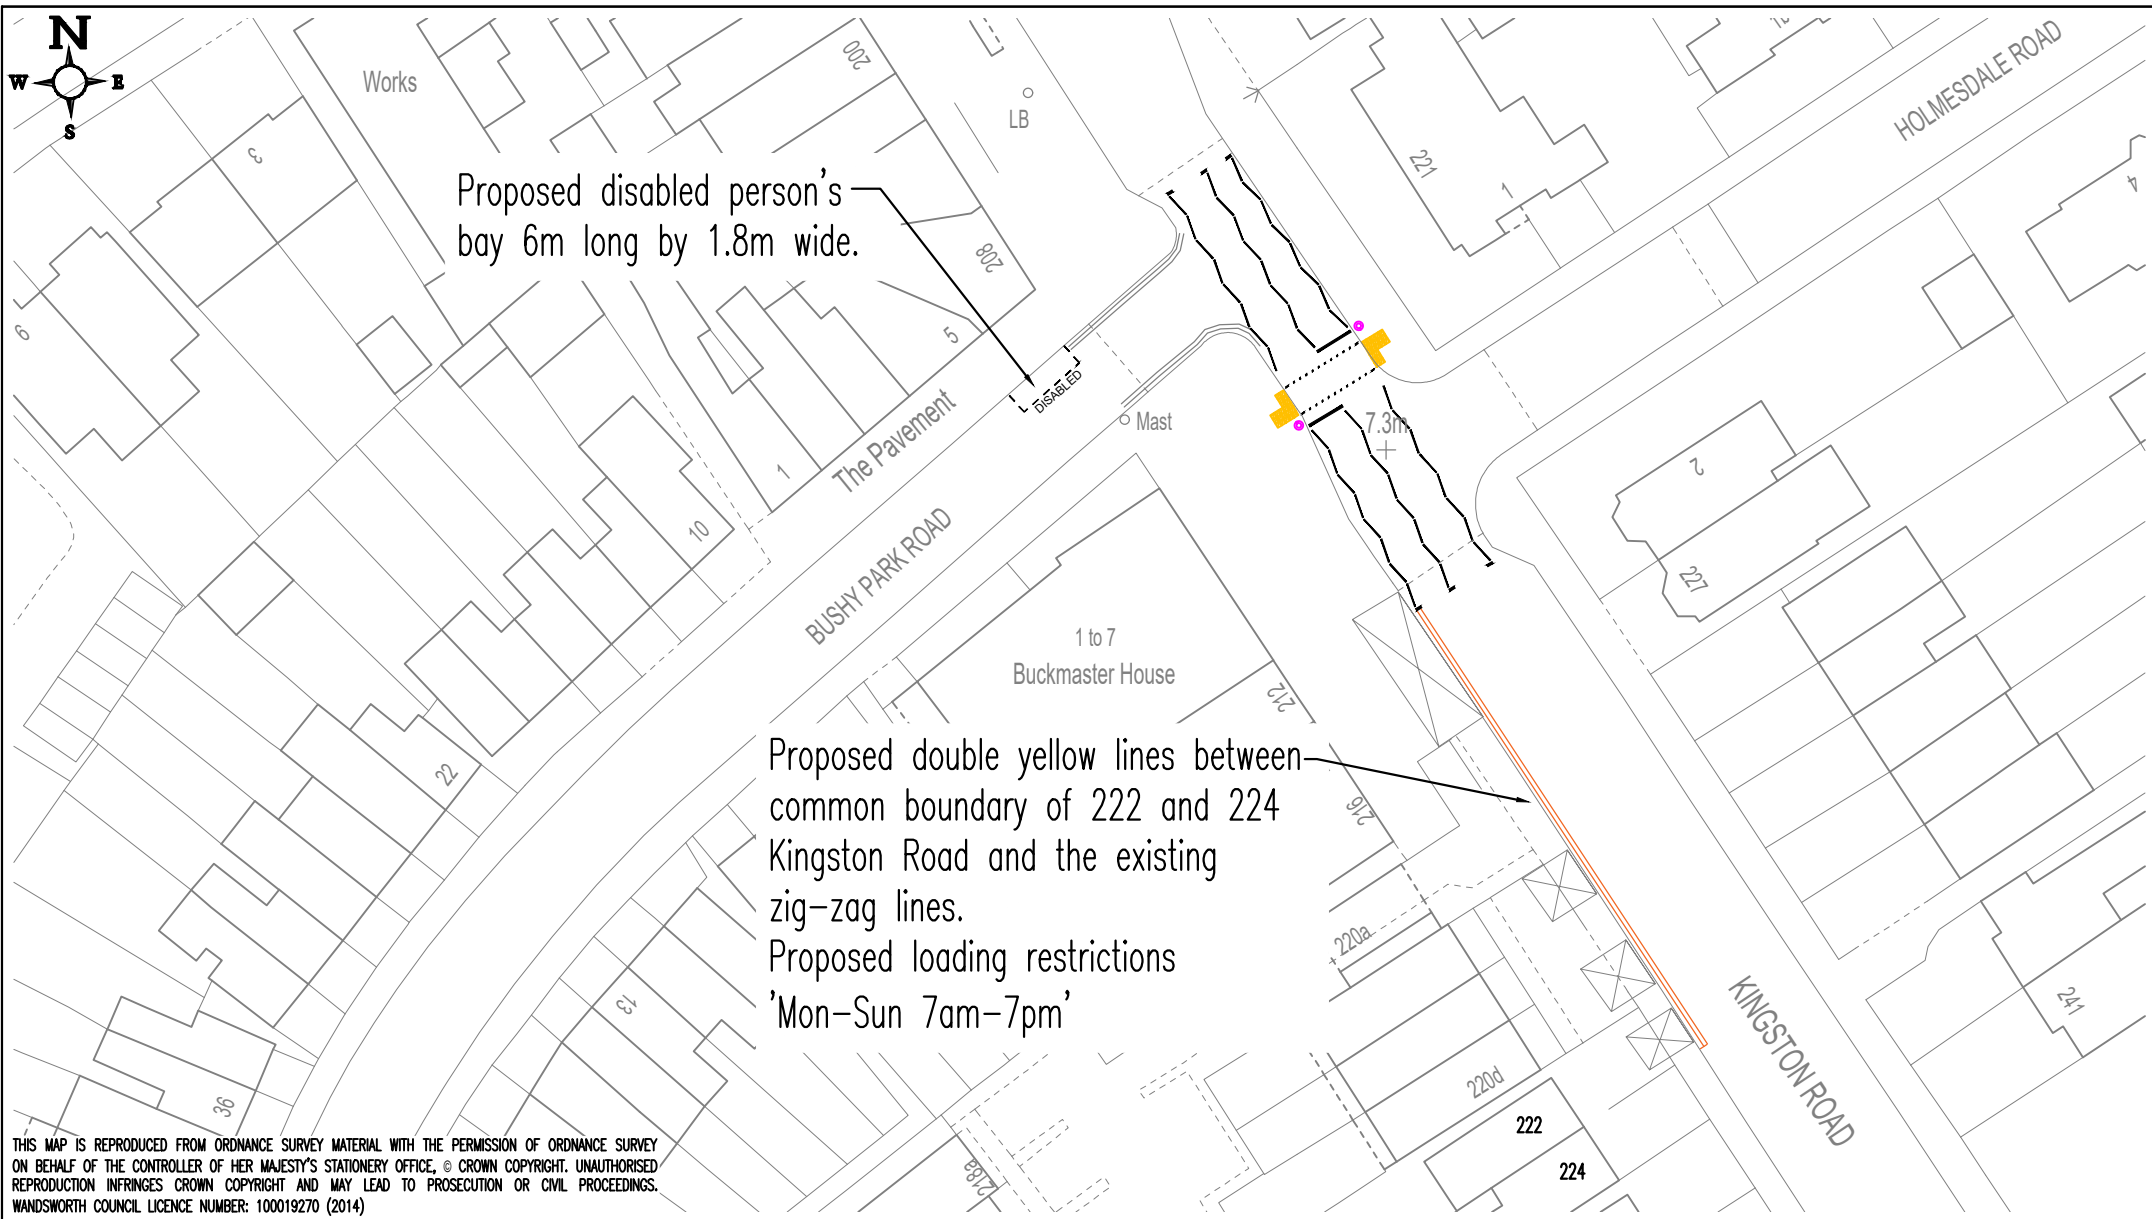 N
W E
S
Works
200
LB
HOLMESDALE ROAD
3
221
1
4
Proposed disabled person's
bay 6m long by 1.8m wide.
208
6
5
DISABLED
The Pavement
Mast
7.3m
1
2
10
BUSHY PARK ROAD
227
1 to 7
Buckmaster House
212
22
Proposed double yellow lines between
common boundary of 222 and 224
Kingston Road and the existing
zig-zag lines.
Proposed loading restrictions
'Mon-Sun 7am-7pm'
216
220a
13
241
KINGSTON ROAD
220d
36
222
224
218a
THIS MAP IS REPRODUCED FROM ORDNANCE SURVEY MATERIAL WITH THE PERMISSION OF ORDNANCE SURVEY
ON BEHALF OF THE CONTROLLER OF HER MAJESTY'S STATIONERY OFFICE, © CROWN COPYRIGHT. UNAUTHORISED
REPRODUCTION INFRINGES CROWN COPYRIGHT AND MAY LEAD TO PROSECUTION OR CIVIL PROCEEDINGS.
WANDSWORTH COUNCIL LICENCE NUMBER: 100019270 (2014)